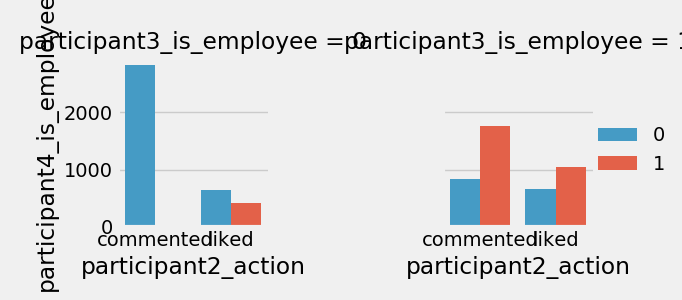 participant3_is_employee = 0
participant3_is_employee = 1
participant4_is_employee
2000
1000
0
commented
liked
commented
liked
participant2_action
participant2_action
0
1